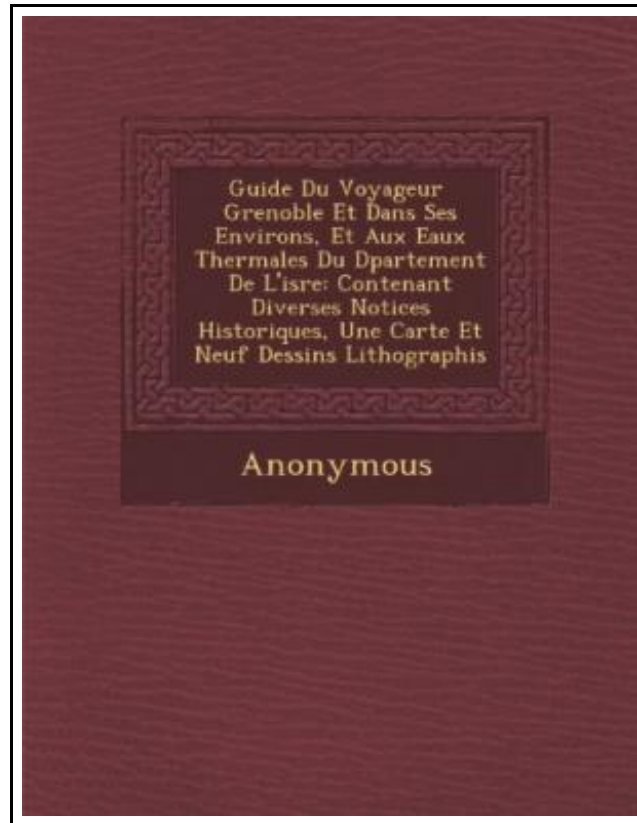 Guide Du Voyageur
Grenoble Et Dans Ses
Environs, Et Aux Eaux
Thermales Du Dpartement
De L'isre: Contenant
Diverses Notices
Historiques, Une Carte Et
Neuf Dessins Lithographis
Anonymous